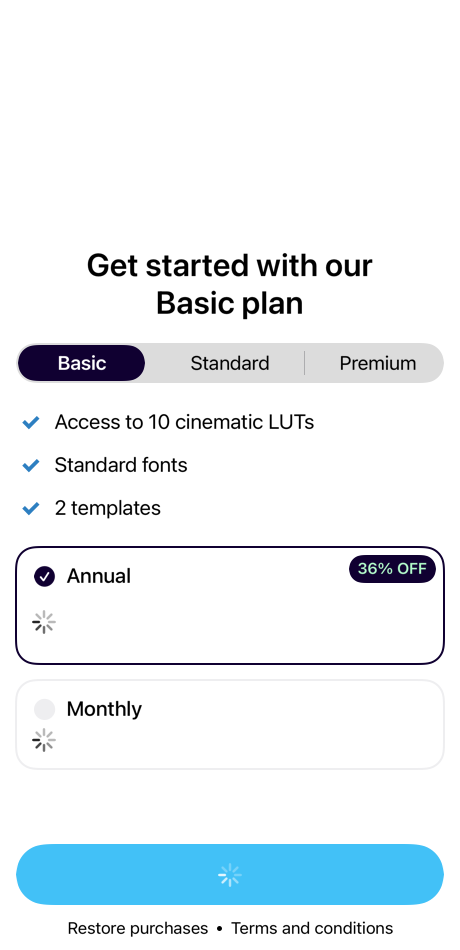 Get started with our
Basic plan
Basic Standard Premium
Access to 10 cinematic LUTs
Standard fonts
2 templates
Annual 36% OFF
Monthly
Restore purchases • Terms and conditions